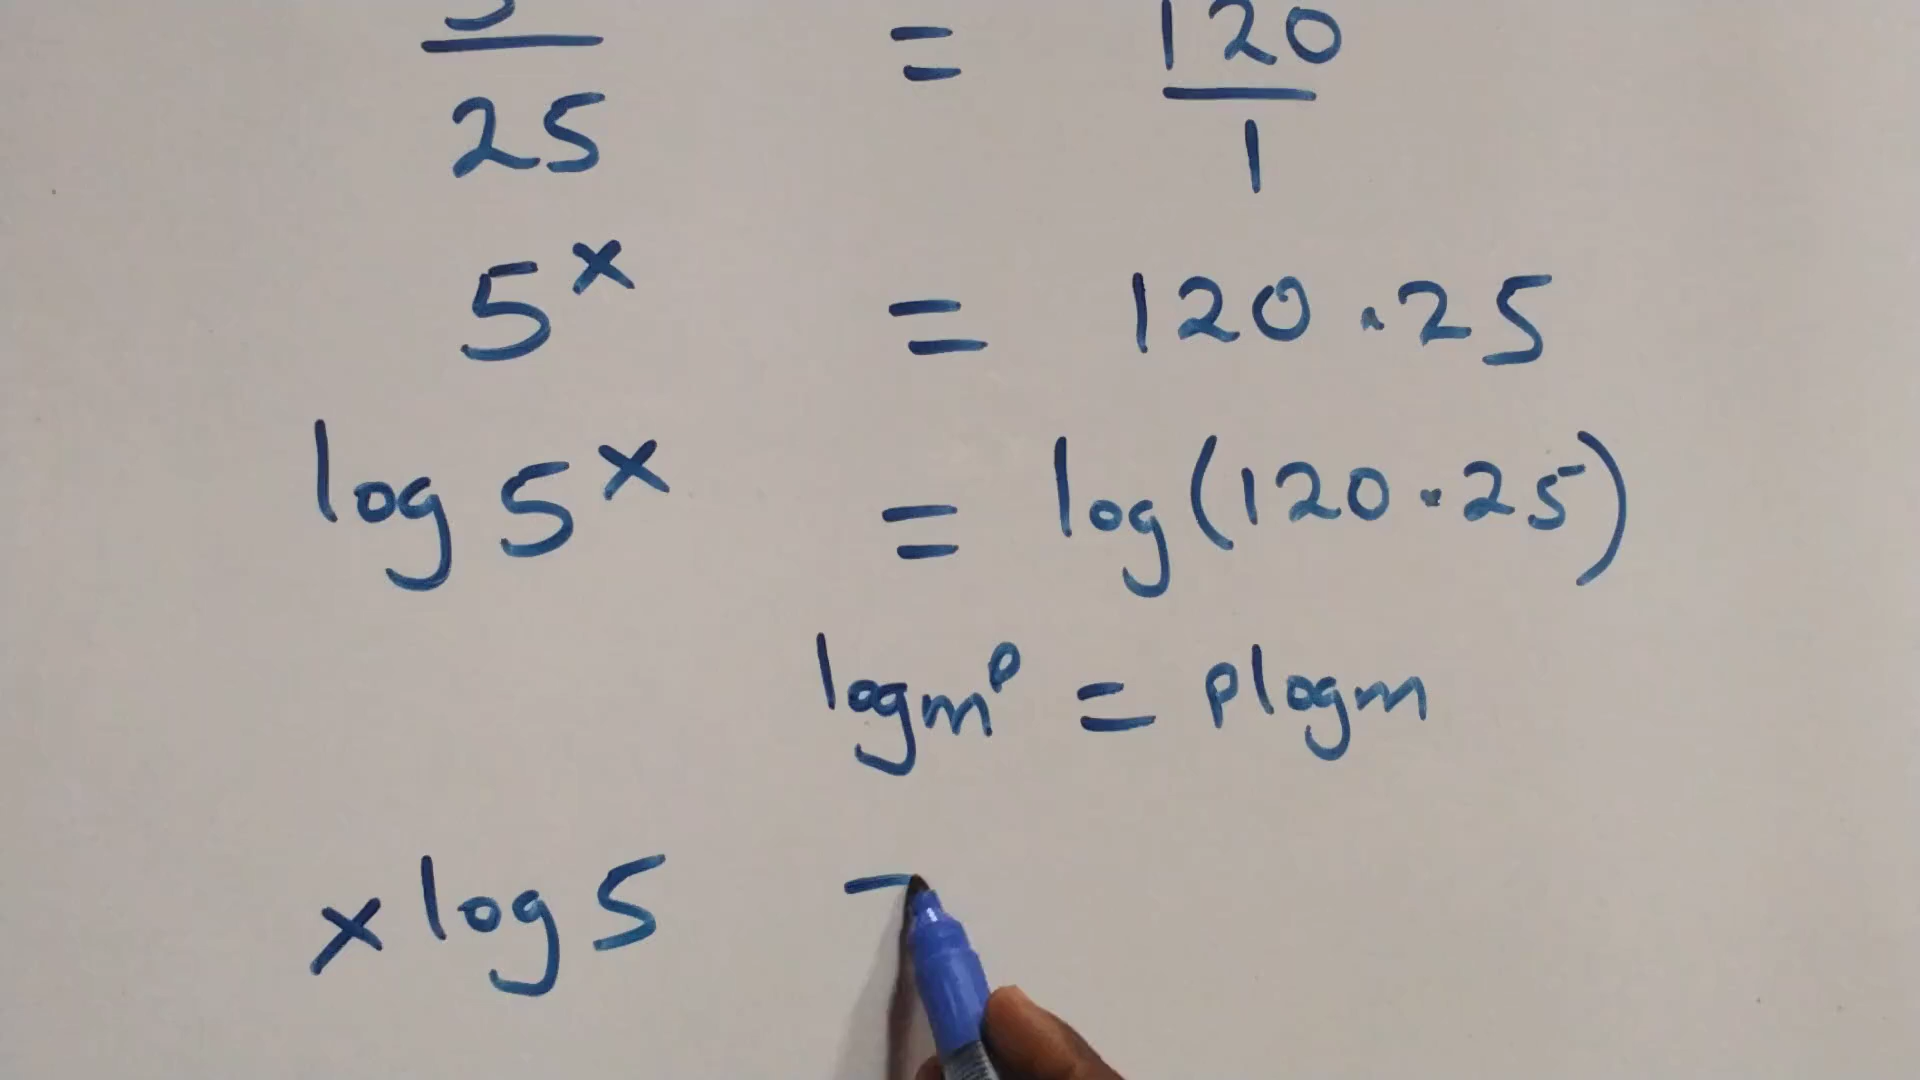 = 120
25 1
5^x = 120 . 25
log 5^x = log(120 . 25)
log m^p = p log m
x log 5